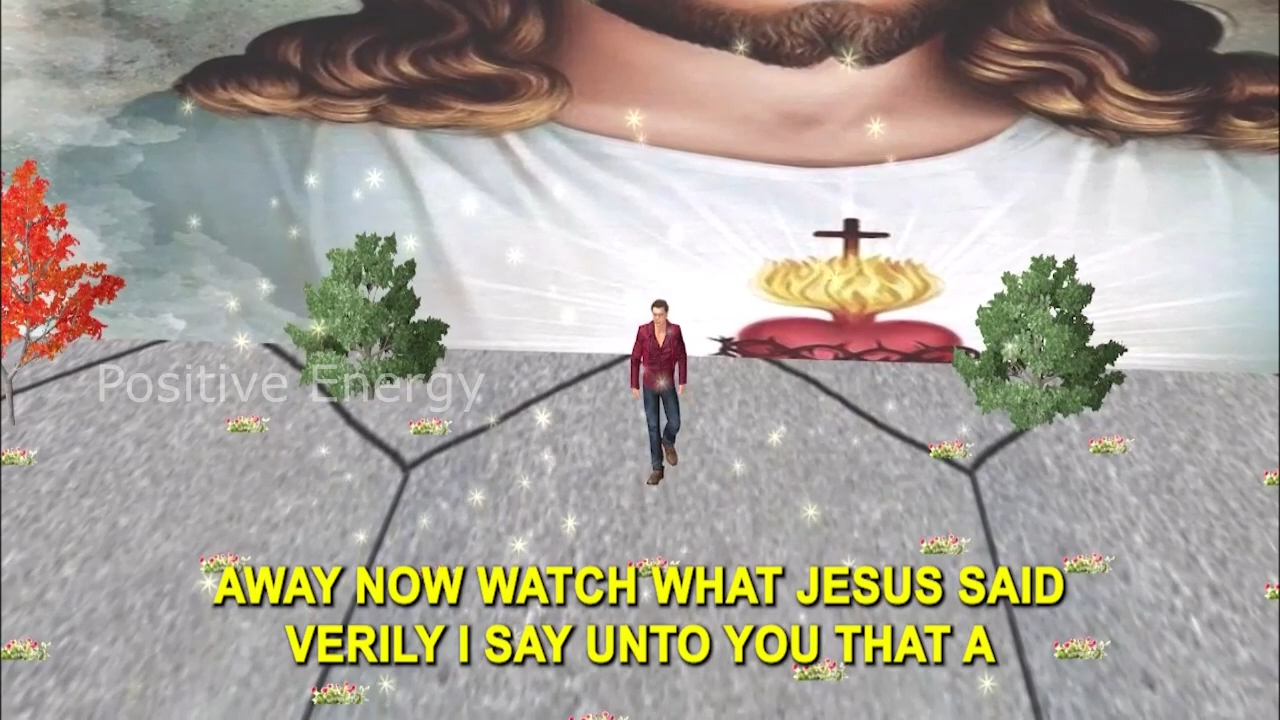 Positive Energy
AWAY NOW WATCH WHAT JESUS SAID
VERILY I SAY UNTO YOU THAT A